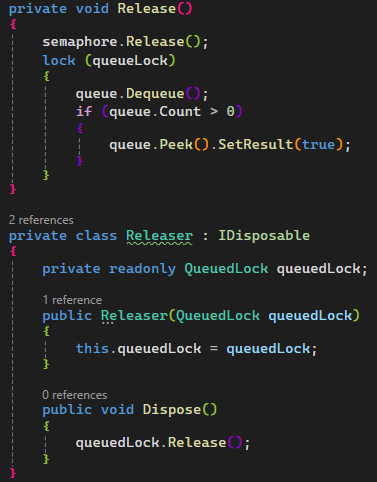 private void Release()
{
    semaphore.Release();
    lock (queueLock)
    {
        queue.Dequeue();
        if (queue.Count > 0)
        {
            queue.Peek().SetResult(true);
        }
    }
}
2 references
private class Releaser : IDisposable
{
    private readonly QueuedLock queuedLock;
    1 reference
    public Releaser(QueuedLock queuedLock)
    {
        this.queuedLock = queuedLock;
    }
    0 references
    public void Dispose()
    {
        queuedLock.Release();
    }
}